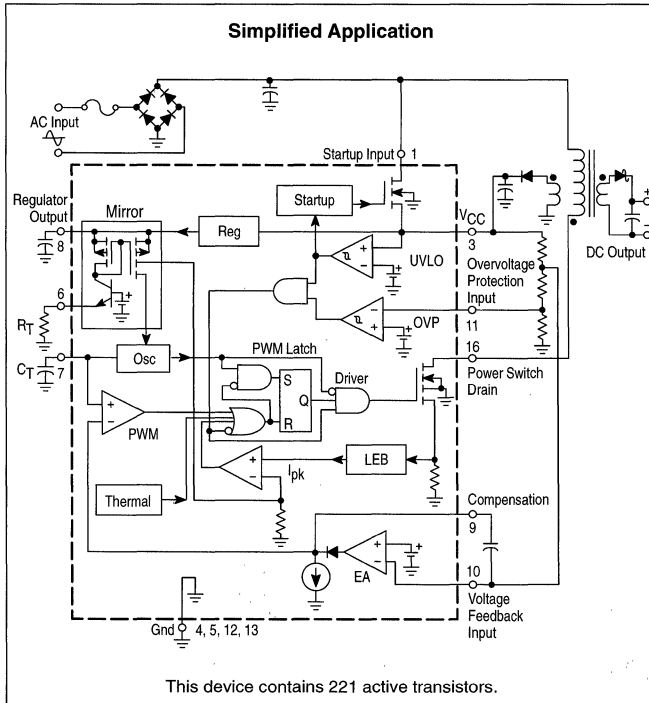 Simplified Application
AC Input
Startup Input
1
Regulator
Output
8
Mirror
Startup
Reg
VCC
3
UVLO
DC Output
+
−
Overvoltage
Protection
Input
11
OVP
6
RT
CT
7
Osc
PWM Latch
S
Q
R
Driver
16
Power Switch
Drain
PWM
Ipk
LEB
Thermal
Compensation
9
EA
10
Voltage
Feedback
Input
Gnd
4, 5, 12, 13
This device contains 221 active transistors.